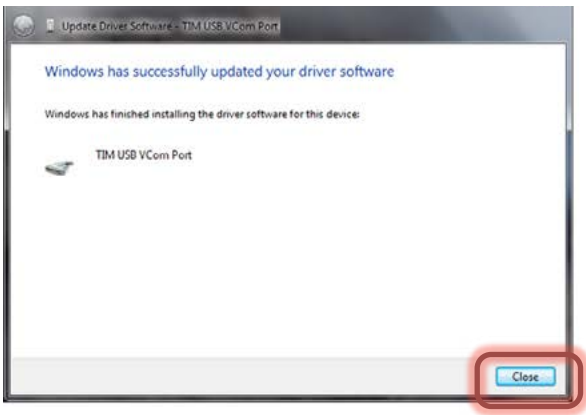 Update Driver Software - TIM USB VCom Port
Windows has successfully updated your driver software
Windows has finished installing the driver software for this device:
TIM USB VCom Port
Close